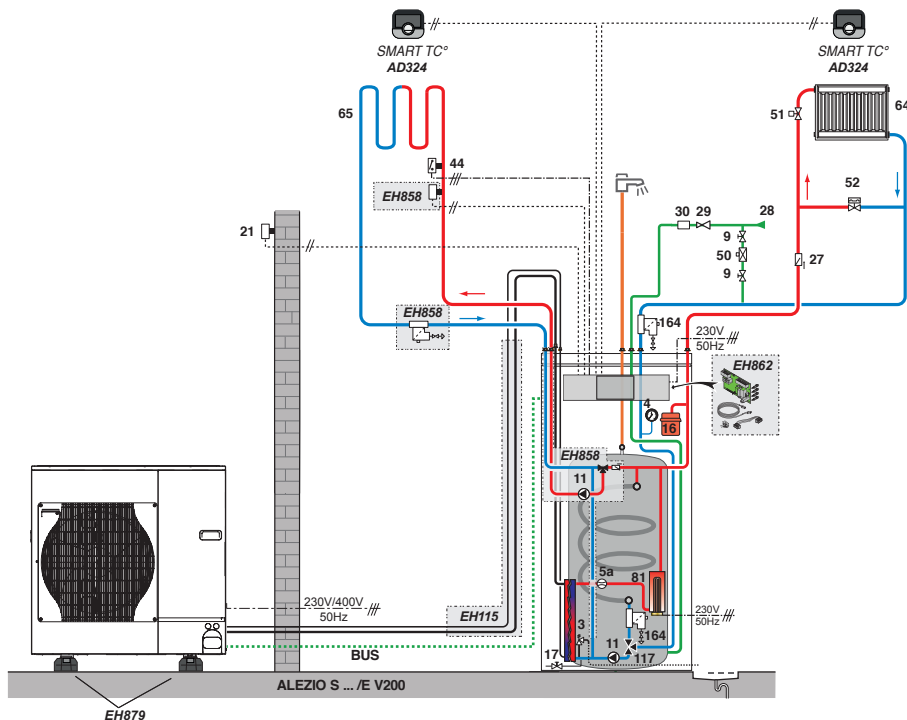 SMART TC°
AD324
SMART TC°
AD324
65
51
64
44
EH858
52
30
29
28
21
9
50
27
9
EH858
164
230V
50Hz
EH862
4
16
EH858
11
5a
81
230V/400V
50Hz
EH115
3
164
230V
50Hz
11
117
17
BUS
ALEZIO S ... /E V200
EH879